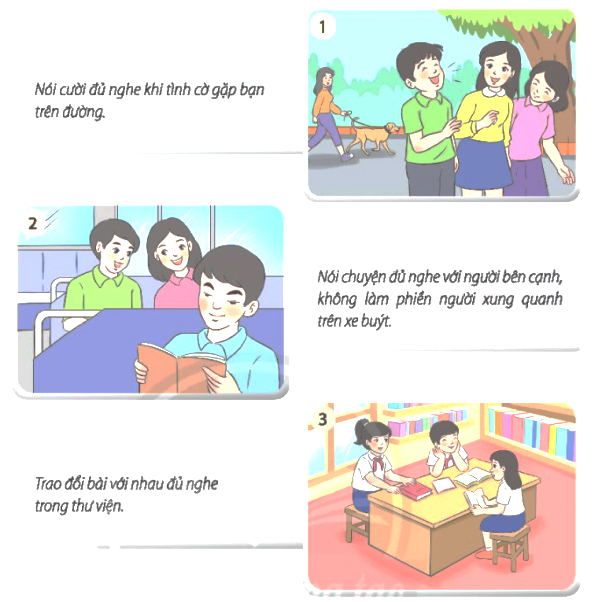 1
Nói cười đủ nghe khi tình cờ gặp bạn
trên đường.
2
Nói chuyện đủ nghe với người bên cạnh,
không làm phiền người xung quanh
trên xe buýt.
3
Trao đổi bài với nhau đủ nghe
trong thư viện.